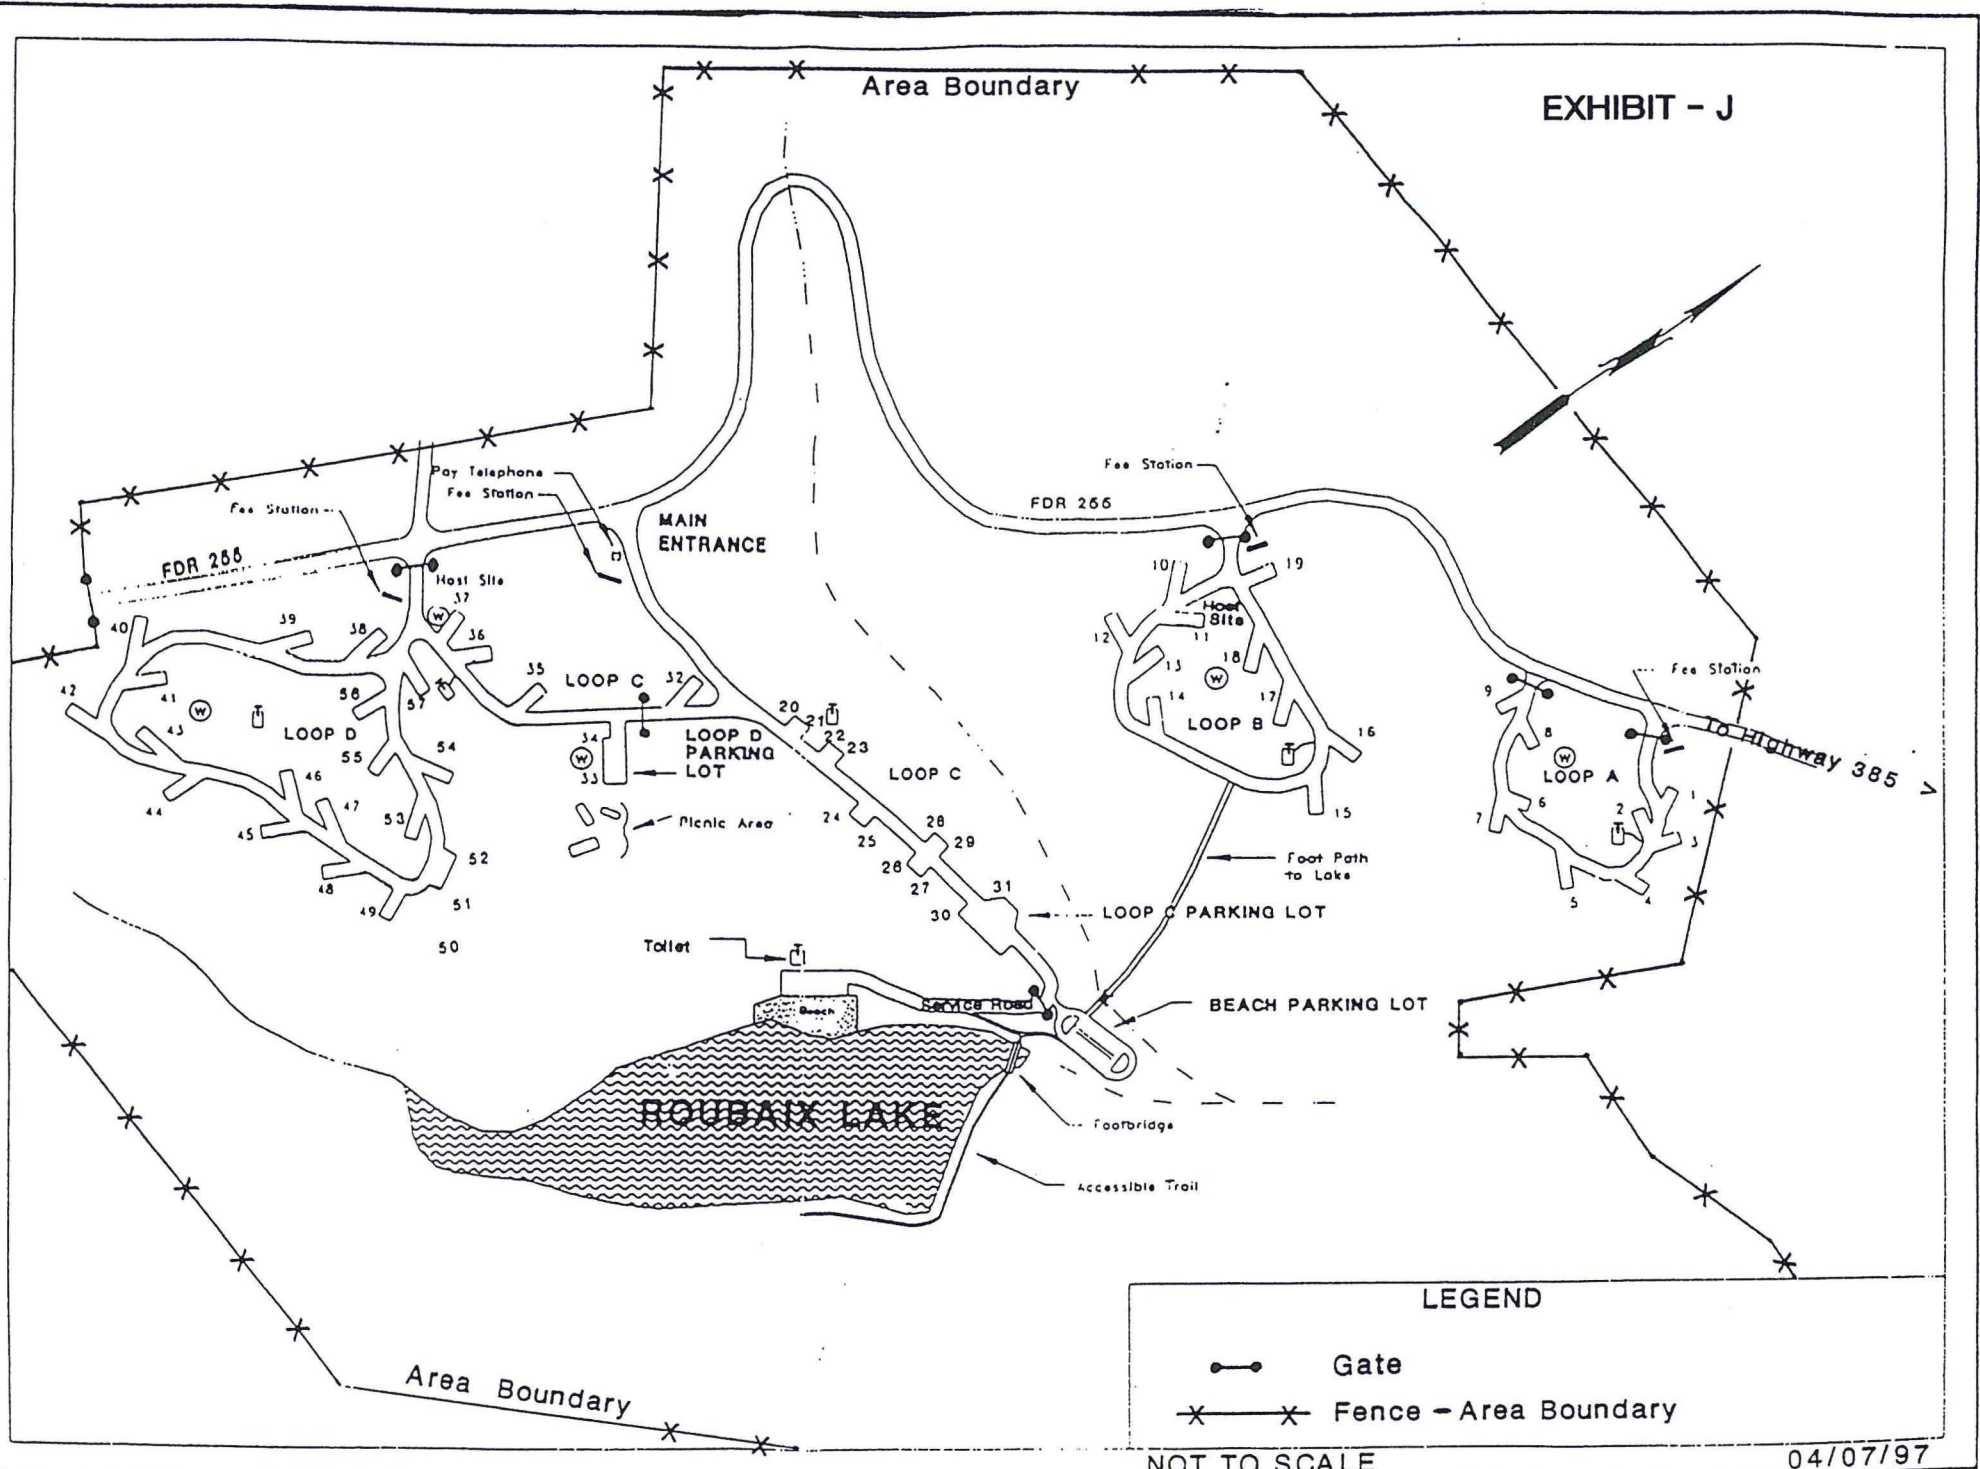 Area Boundary
EXHIBIT - J
Pay Telephone
Fee Station
Fee Station
Fee Station
FDR 266
MAIN
ENTRANCE
FDR 266
Host Site
37
36
10
19
Host
Site
11
12
13
18
17
14
LOOP B
16
15
Fee Station
To Highway 385 >
9
8
W
LOOP A
1
2
3
6
7
5
4
40
39
38
35
LOOP C
32
42
41
W
43
LOOP D
56
57
55
54
20
21
22
23
34
W
33
LOOP D
PARKING
LOT
LOOP C
44
46
47
45
53
52
48
49
51
50
Picnic Area
24
25
28
29
26
27
31
30
Foot Path
to Lake
LOOP C PARKING LOT
Toilet
Service Road
Beach
BEACH PARKING LOT
ROUBAIX LAKE
Footbridge
Accessible Trail
Area Boundary
LEGEND
Gate
Fence - Area Boundary
NOT TO SCALE
04/07/97